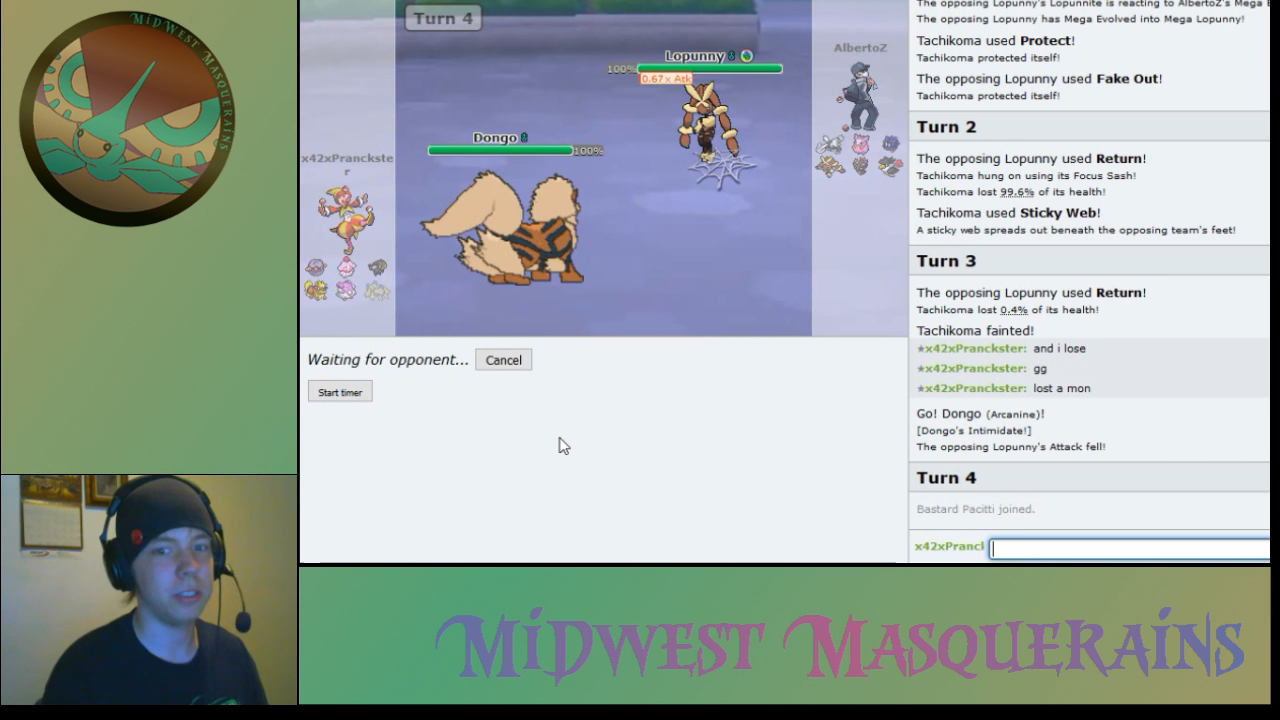 MIDWEST MASQUERAINS
Turn 4
Lopunny
100%
0.67x Atk
AlbertoZ
Dongo
100%
x42xPranckste
r
Waiting for opponent... Cancel
Start timer
The opposing Lopunny's Lopunnite is reacting to AlbertoZ's Mega
The opposing Lopunny has Mega Evolved into Mega Lopunny!
Tachikoma used Protect!
Tachikoma protected itself!
The opposing Lopunny used Fake Out!
Tachikoma protected itself!
Turn 2
The opposing Lopunny used Return!
Tachikoma hung on using its Focus Sash!
Tachikoma lost 99.6% of its health!
Tachikoma used Sticky Web!
A sticky web spreads out beneath the opposing team's feet!
Turn 3
The opposing Lopunny used Return!
Tachikoma lost 0.4% of its health!
Tachikoma fainted!
★x42xPranckster: and i lose
★x42xPranckster: gg
★x42xPranckster: lost a mon
Go! Dongo (Arcanine)!
[Dongo's Intimidate!]
The opposing Lopunny's Attack fell!
Turn 4
Bastard Pacitti joined.
x42xPrancl
MIDWEST MASQUERAINS